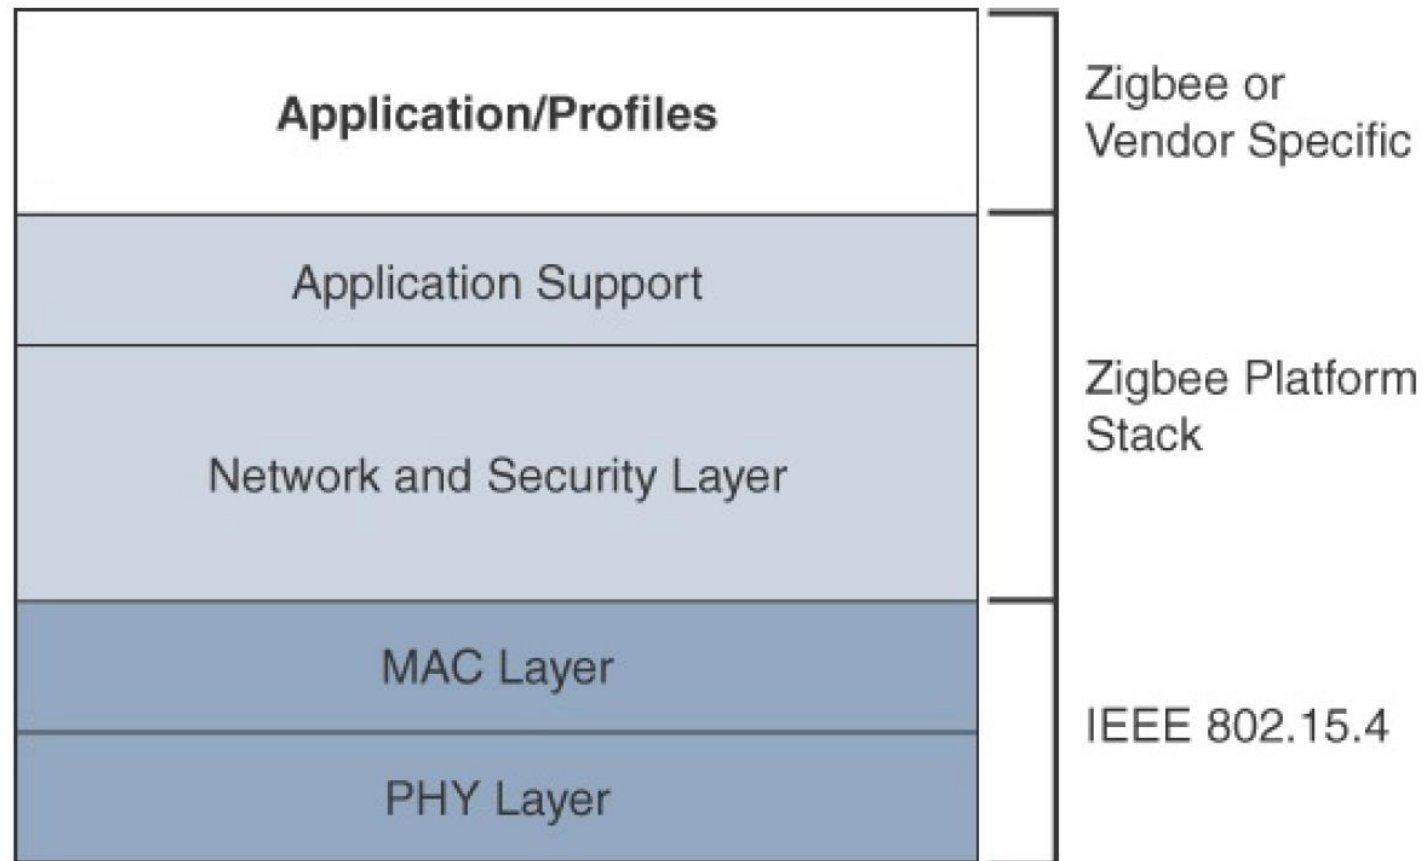 Application/Profiles
Zigbee or
Vendor Specific
Application Support
Network and Security Layer
Zigbee Platform
Stack
MAC Layer
PHY Layer
IEEE 802.15.4